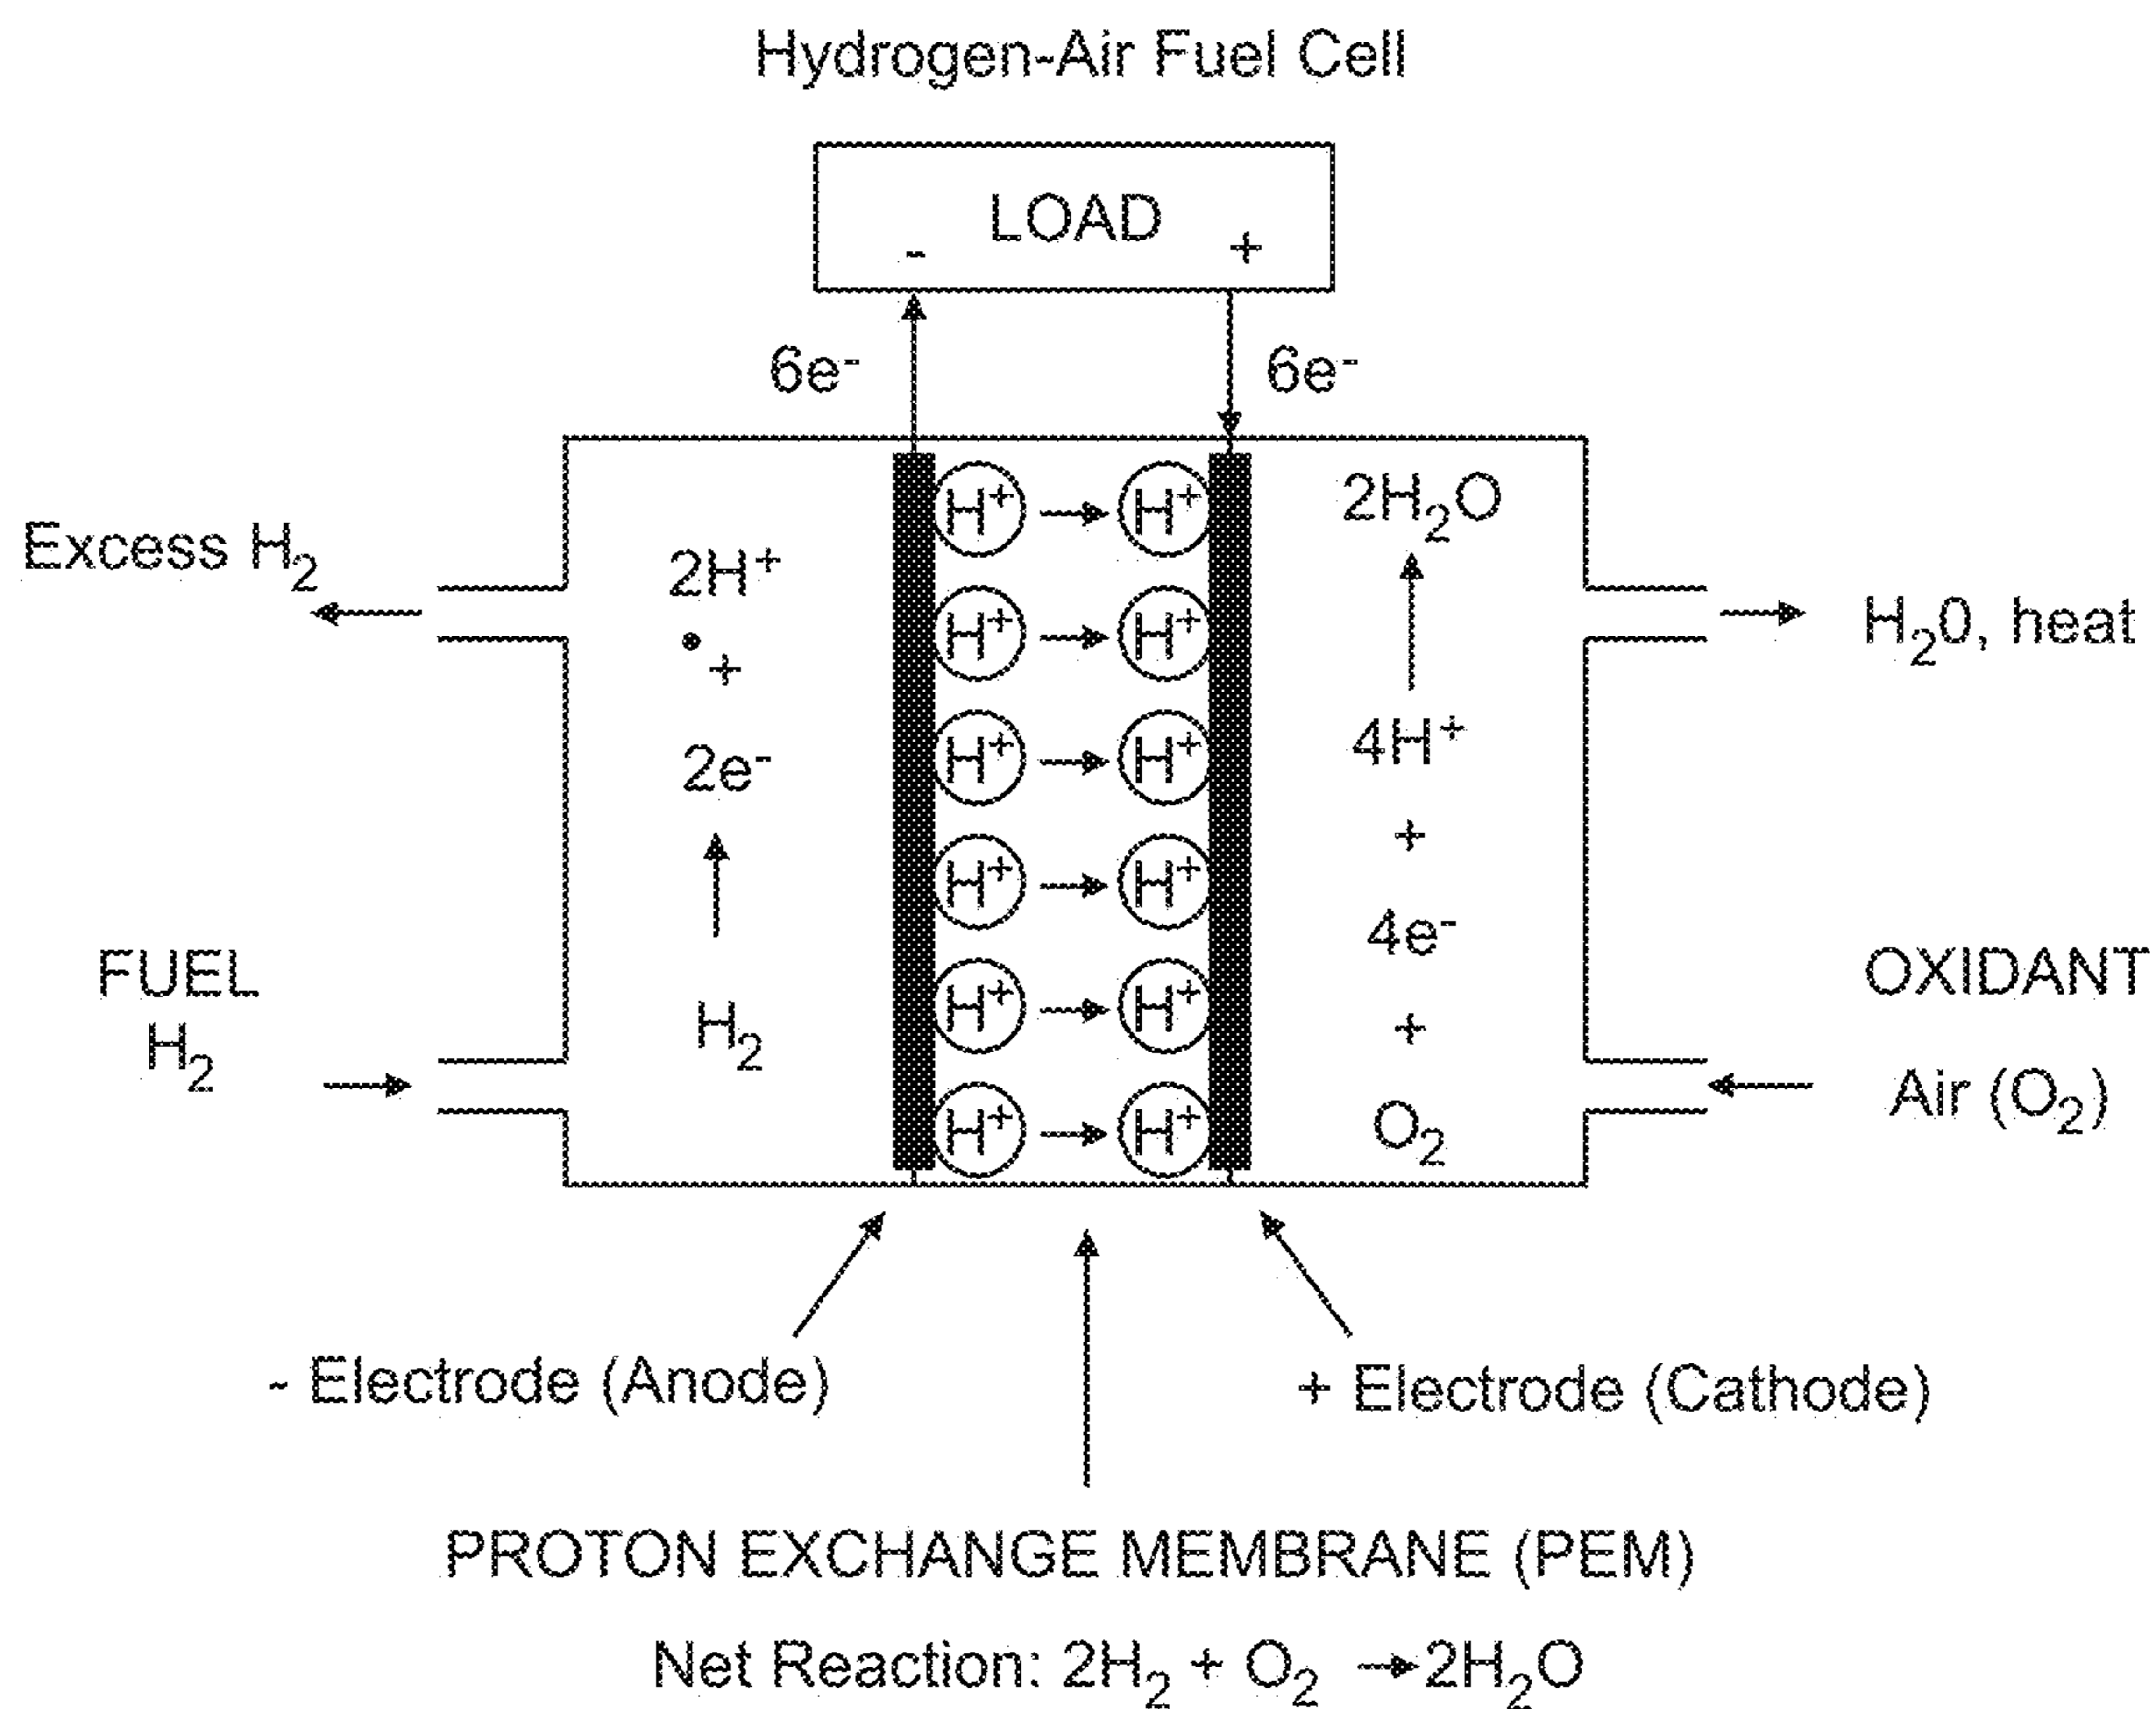 Hydrogen-Air Fuel Cell
LOAD
- +
6e⁻ 6e⁻
Excess H₂
2H⁺
+
2e⁻
H₂
FUEL
H₂
H⁺ H⁺
H⁺ H⁺
H⁺ H⁺
H⁺ H⁺
H⁺ H⁺
H⁺ H⁺
2H₂O
4H⁺
+
4e⁻
+
O₂
H₂0, heat
OXIDANT
Air (O₂)
- Electrode (Anode)
+ Electrode (Cathode)
PROTON EXCHANGE MEMBRANE (PEM)
Net Reaction: 2H₂ + O₂ →2H₂O